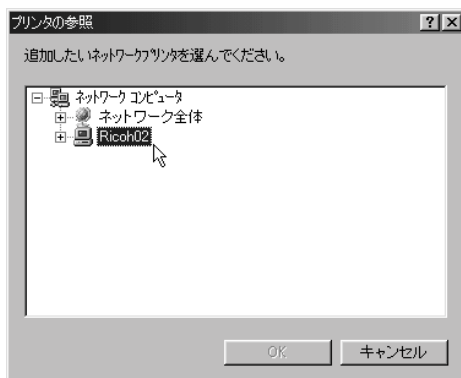 プリンタの参照
追加したいネットワークプリンタを選んでください。
ネットワーク コンピュータ
ネットワーク全体
Ricoh02
OK
キャンセル